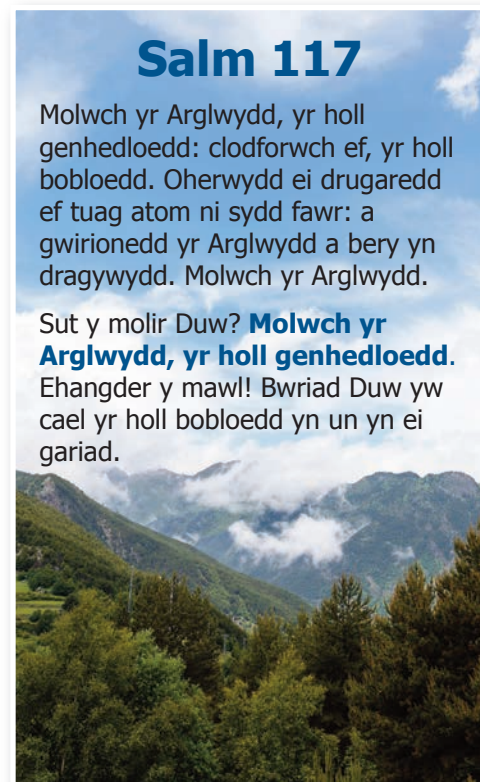 Salm 117
Molwch yr Arglwydd, yr holl
genhedloedd: clodforwch ef, yr holl
bobloedd. Oherwydd ei drugaredd
ef tuag atom ni sydd fawr: a
gwirionedd yr Arglwydd a bery yn
dragywydd. Molwch yr Arglwydd.
Sut y molir Duw? Molwch yr
Arglwydd, yr holl genhedloedd.
Ehangder y mawl! Bwriad Duw yw
cael yr holl bobloedd yn un yn ei
gariad.